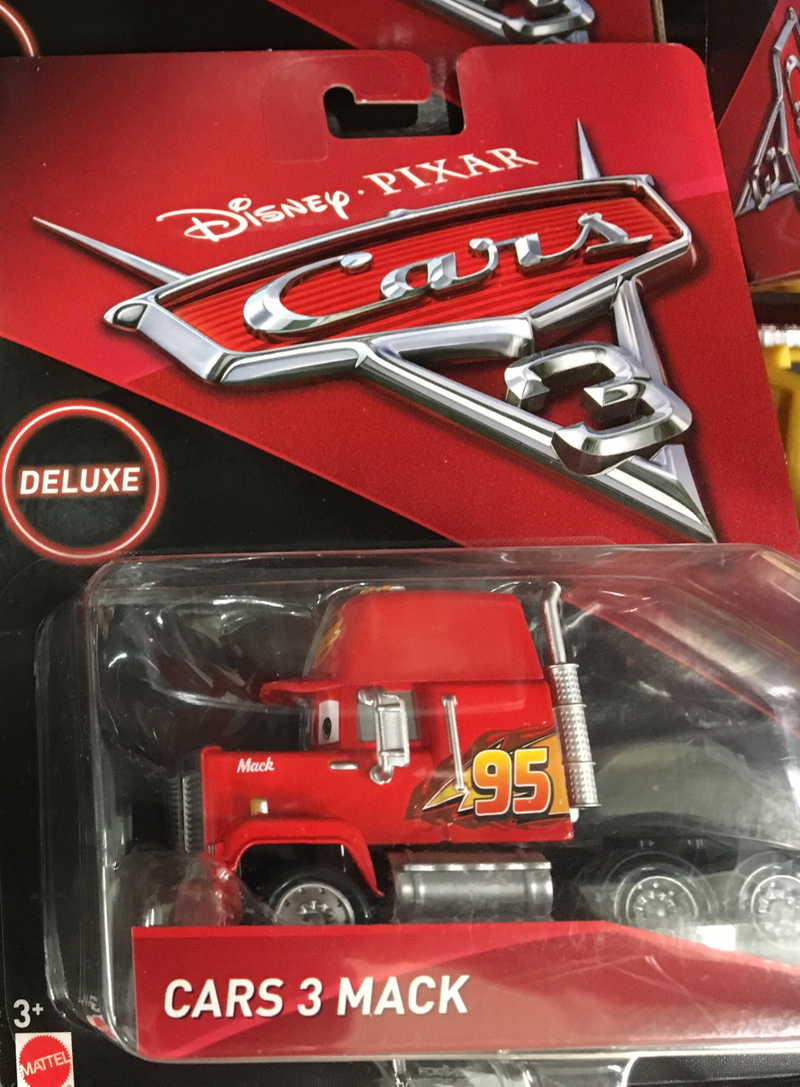 Disney · PIXAR
Cars
3
DELUXE
Mack
95
CARS 3 MACK
3+
MATTEL